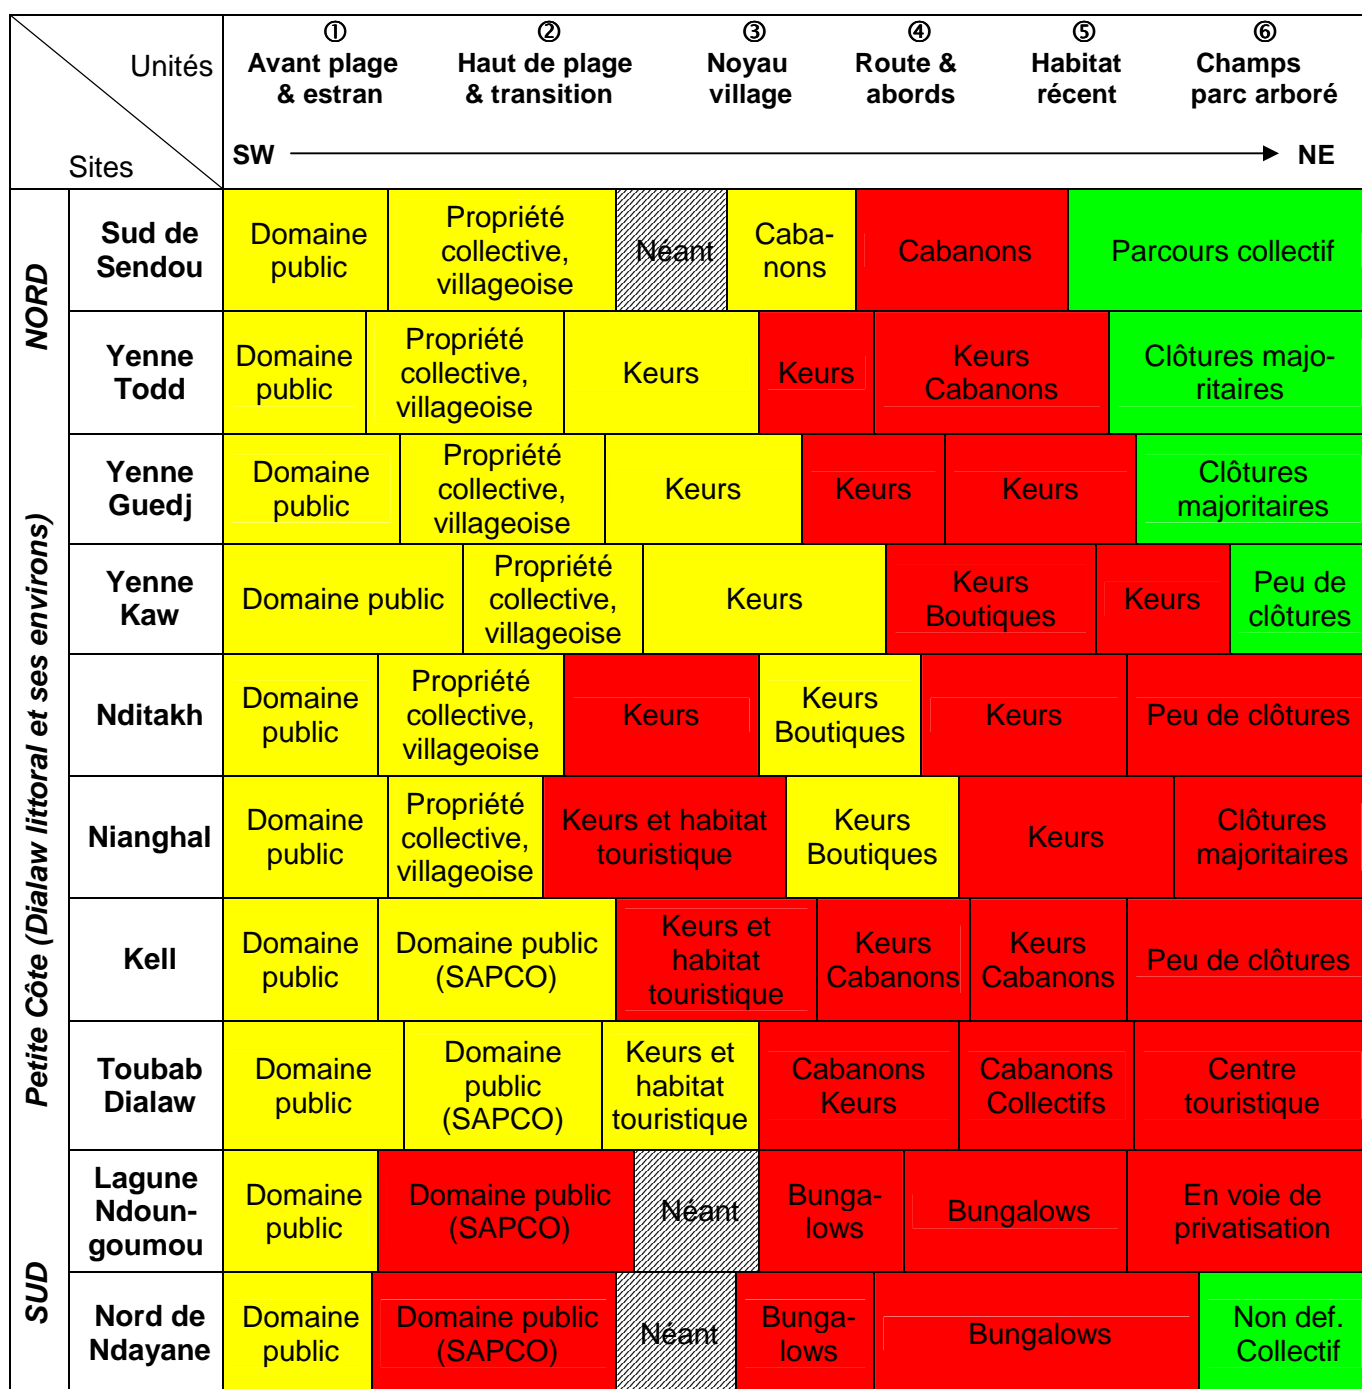 Unités
Sites
① ② ③ ④ ⑤ ⑥
Avant plage Haut de plage Noyau Route & Habitat Champs
& estran & transition village abords récent parc arboré
SW NE
NORD
Petite Côte (Dialaw littoral et ses environs)
SUD
Sud de
Sendou
Domaine
public
Propriété
collective,
villageoise
Néant
Caba-
nons
Cabanons
Parcours collectif
Yenne
Todd
Domaine
public
Propriété
collective,
villageoise
Keurs
Keurs
Keurs
Cabanons
Clôtures majo-
ritaires
Yenne
Guedj
Domaine
public
Propriété
collective,
villageoise
Keurs
Keurs
Keurs
Clôtures
majoritaires
Yenne
Kaw
Domaine public
Propriété
collective,
villageoise
Keurs
Keurs
Boutiques
Keurs
Peu de
clôtures
Nditakh
Domaine
public
Propriété
collective,
villageoise
Keurs
Keurs
Boutiques
Keurs
Peu de clôtures
Nianghal
Domaine
public
Propriété
collective,
villageoise
Keurs et habitat
touristique
Keurs
Boutiques
Keurs
Clôtures
majoritaires
Kell
Domaine
public
Domaine public
(SAPCO)
Keurs et
habitat
touristique
Keurs
Cabanons
Keurs
Cabanons
Peu de clôtures
Toubab
Dialaw
Domaine
public
Domaine
public
(SAPCO)
Keurs et
habitat
touristique
Cabanons
Keurs
Cabanons
Collectifs
Centre
touristique
Lagune
Ndoun-
goumou
Domaine
public
Domaine public
(SAPCO)
Néant
Bunga-
lows
Bungalows
En voie de
privatisation
Nord de
Ndayane
Domaine
public
Domaine public
(SAPCO)
Néant
Bunga-
lows
Bungalows
Non def.
Collectif